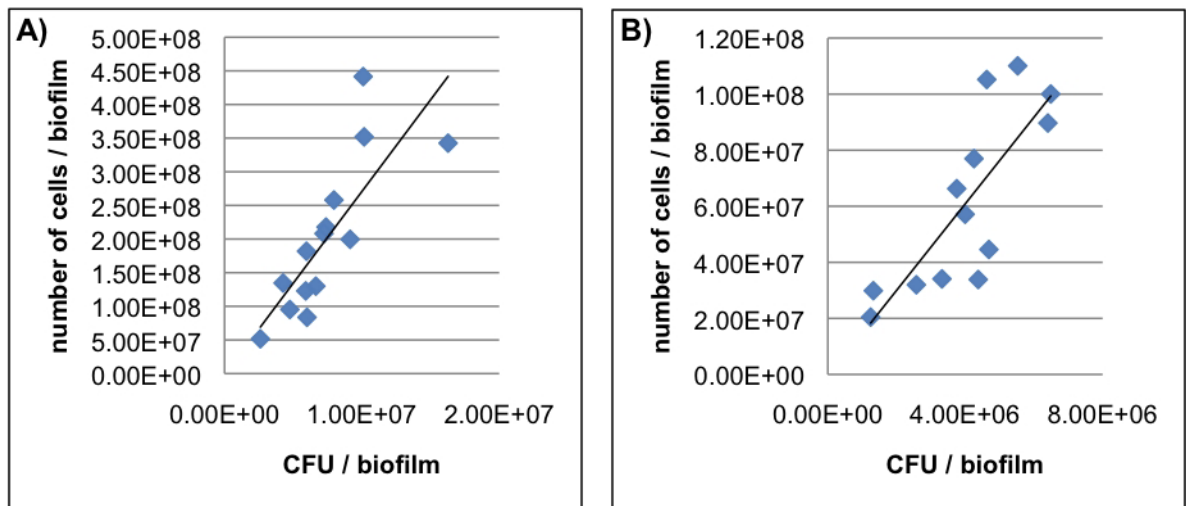 A)
number of cells / biofilm
5.00E+08
4.50E+08
4.00E+08
3.50E+08
3.00E+08
2.50E+08
2.00E+08
1.50E+08
1.00E+08
5.00E+07
0.00E+00
0.00E+00 1.00E+07 2.00E+07
CFU / biofilm
B)
number of cells / biofilm
1.20E+08
1.00E+08
8.00E+07
6.00E+07
4.00E+07
2.00E+07
0.00E+00
0.00E+00 4.00E+06 8.00E+06
CFU / biofilm